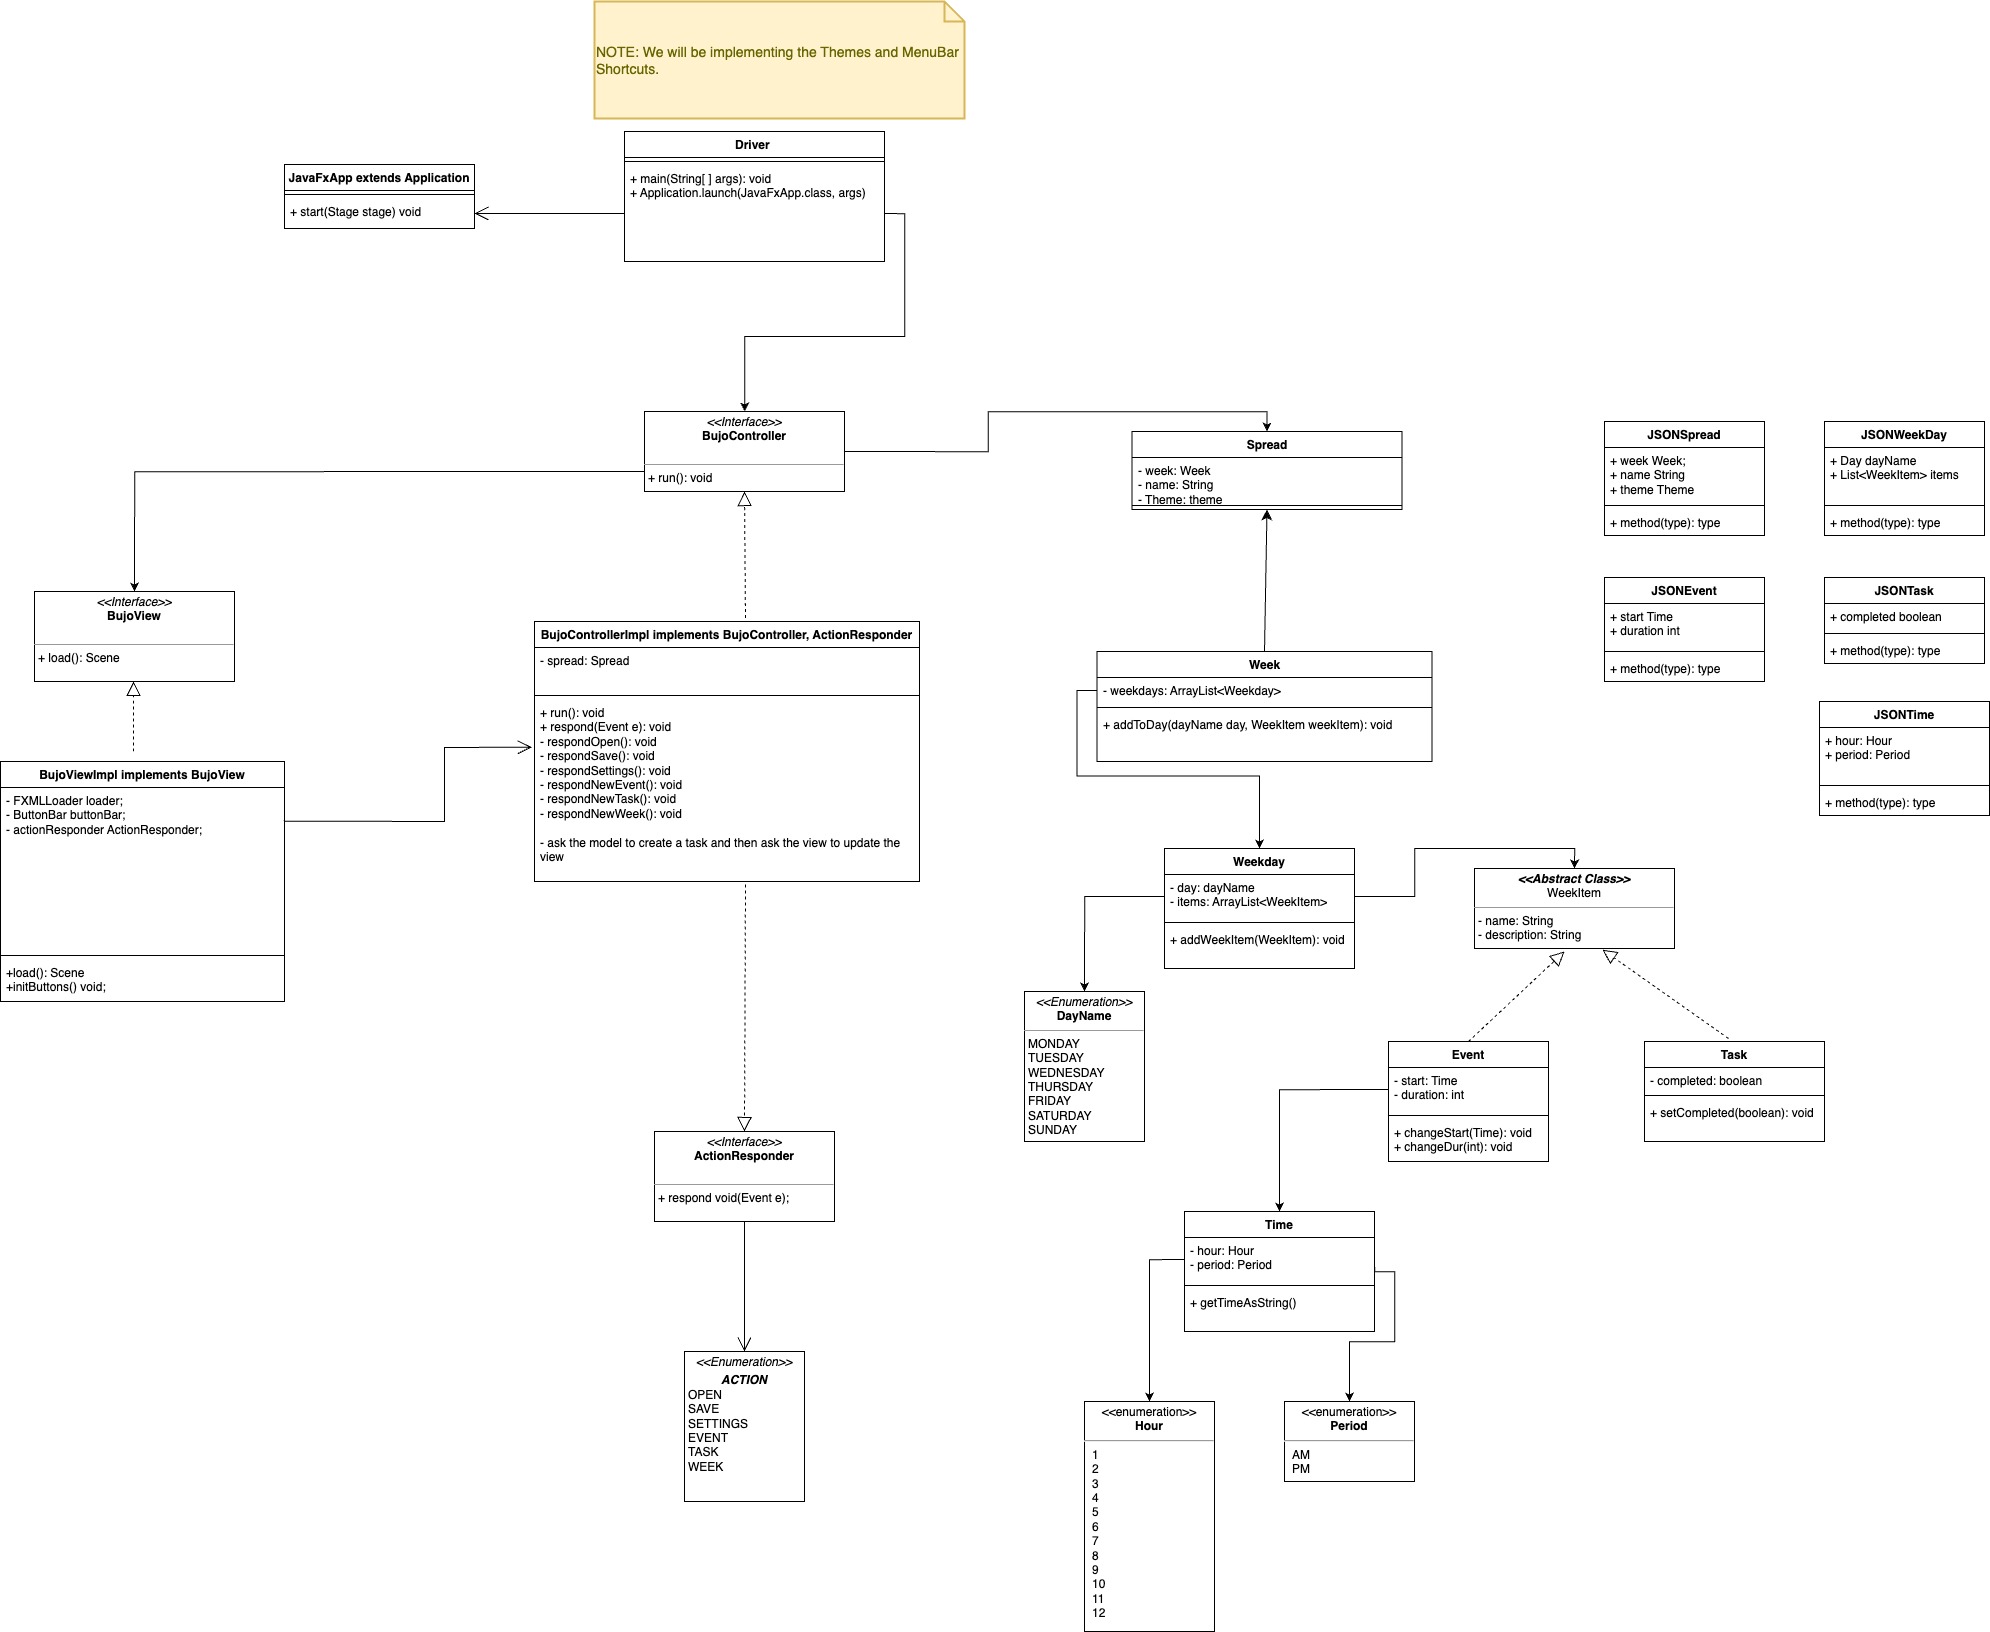 NOTE: We will be implementing the Themes and MenuBar
Shortcuts.
Driver
+ main(String[ ] args): void
+ Application.launch(JavaFxApp.class, args)
JavaFxApp extends Application
+ start(Stage stage) void
<<Interface>>
BujoController
+ run(): void
Spread
- week: Week
- name: String
- Theme: theme
JSONSpread
+ week Week;
+ name String
+ theme Theme
+ method(type): type
JSONWeekDay
+ Day dayName
+ List<WeekItem> items
+ method(type): type
JSONEvent
+ start Time
+ duration int
+ method(type): type
JSONTask
+ completed boolean
+ method(type): type
JSONTime
+ hour: Hour
+ period: Period
+ method(type): type
<<Interface>>
BujoView
+ load(): Scene
BujoControllerImpl implements BujoController, ActionResponder
- spread: Spread
+ run(): void
+ respond(Event e): void
- respondOpen(): void
- respondSave(): void
- respondSettings(): void
- respondNewEvent(): void
- respondNewTask(): void
- respondNewWeek(): void
- ask the model to create a task and then ask the view to update the
view
Week
- weekdays: ArrayList<Weekday>
+ addToDay(dayName day, WeekItem weekItem): void
BujoViewImpl implements BujoView
- FXMLLoader loader;
- ButtonBar buttonBar;
- actionResponder ActionResponder;
+load(): Scene
+initButtons() void;
Weekday
- day: dayName
- items: ArrayList<WeekItem>
+ addWeekItem(WeekItem): void
<<Abstract Class>>
WeekItem
- name: String
- description: String
<<Enumeration>>
DayName
MONDAY
TUESDAY
WEDNESDAY
THURSDAY
FRIDAY
SATURDAY
SUNDAY
Event
- start: Time
- duration: int
+ changeStart(Time): void
+ changeDur(int): void
Task
- completed: boolean
+ setCompleted(boolean): void
<<Interface>>
ActionResponder
+ respond void(Event e);
Time
- hour: Hour
- period: Period
+ getTimeAsString()
<<Enumeration>>
ACTION
OPEN
SAVE
SETTINGS
EVENT
TASK
WEEK
<<enumeration>>
Hour
1
2
3
4
5
6
7
8
9
10
11
12
<<enumeration>>
Period
AM
PM